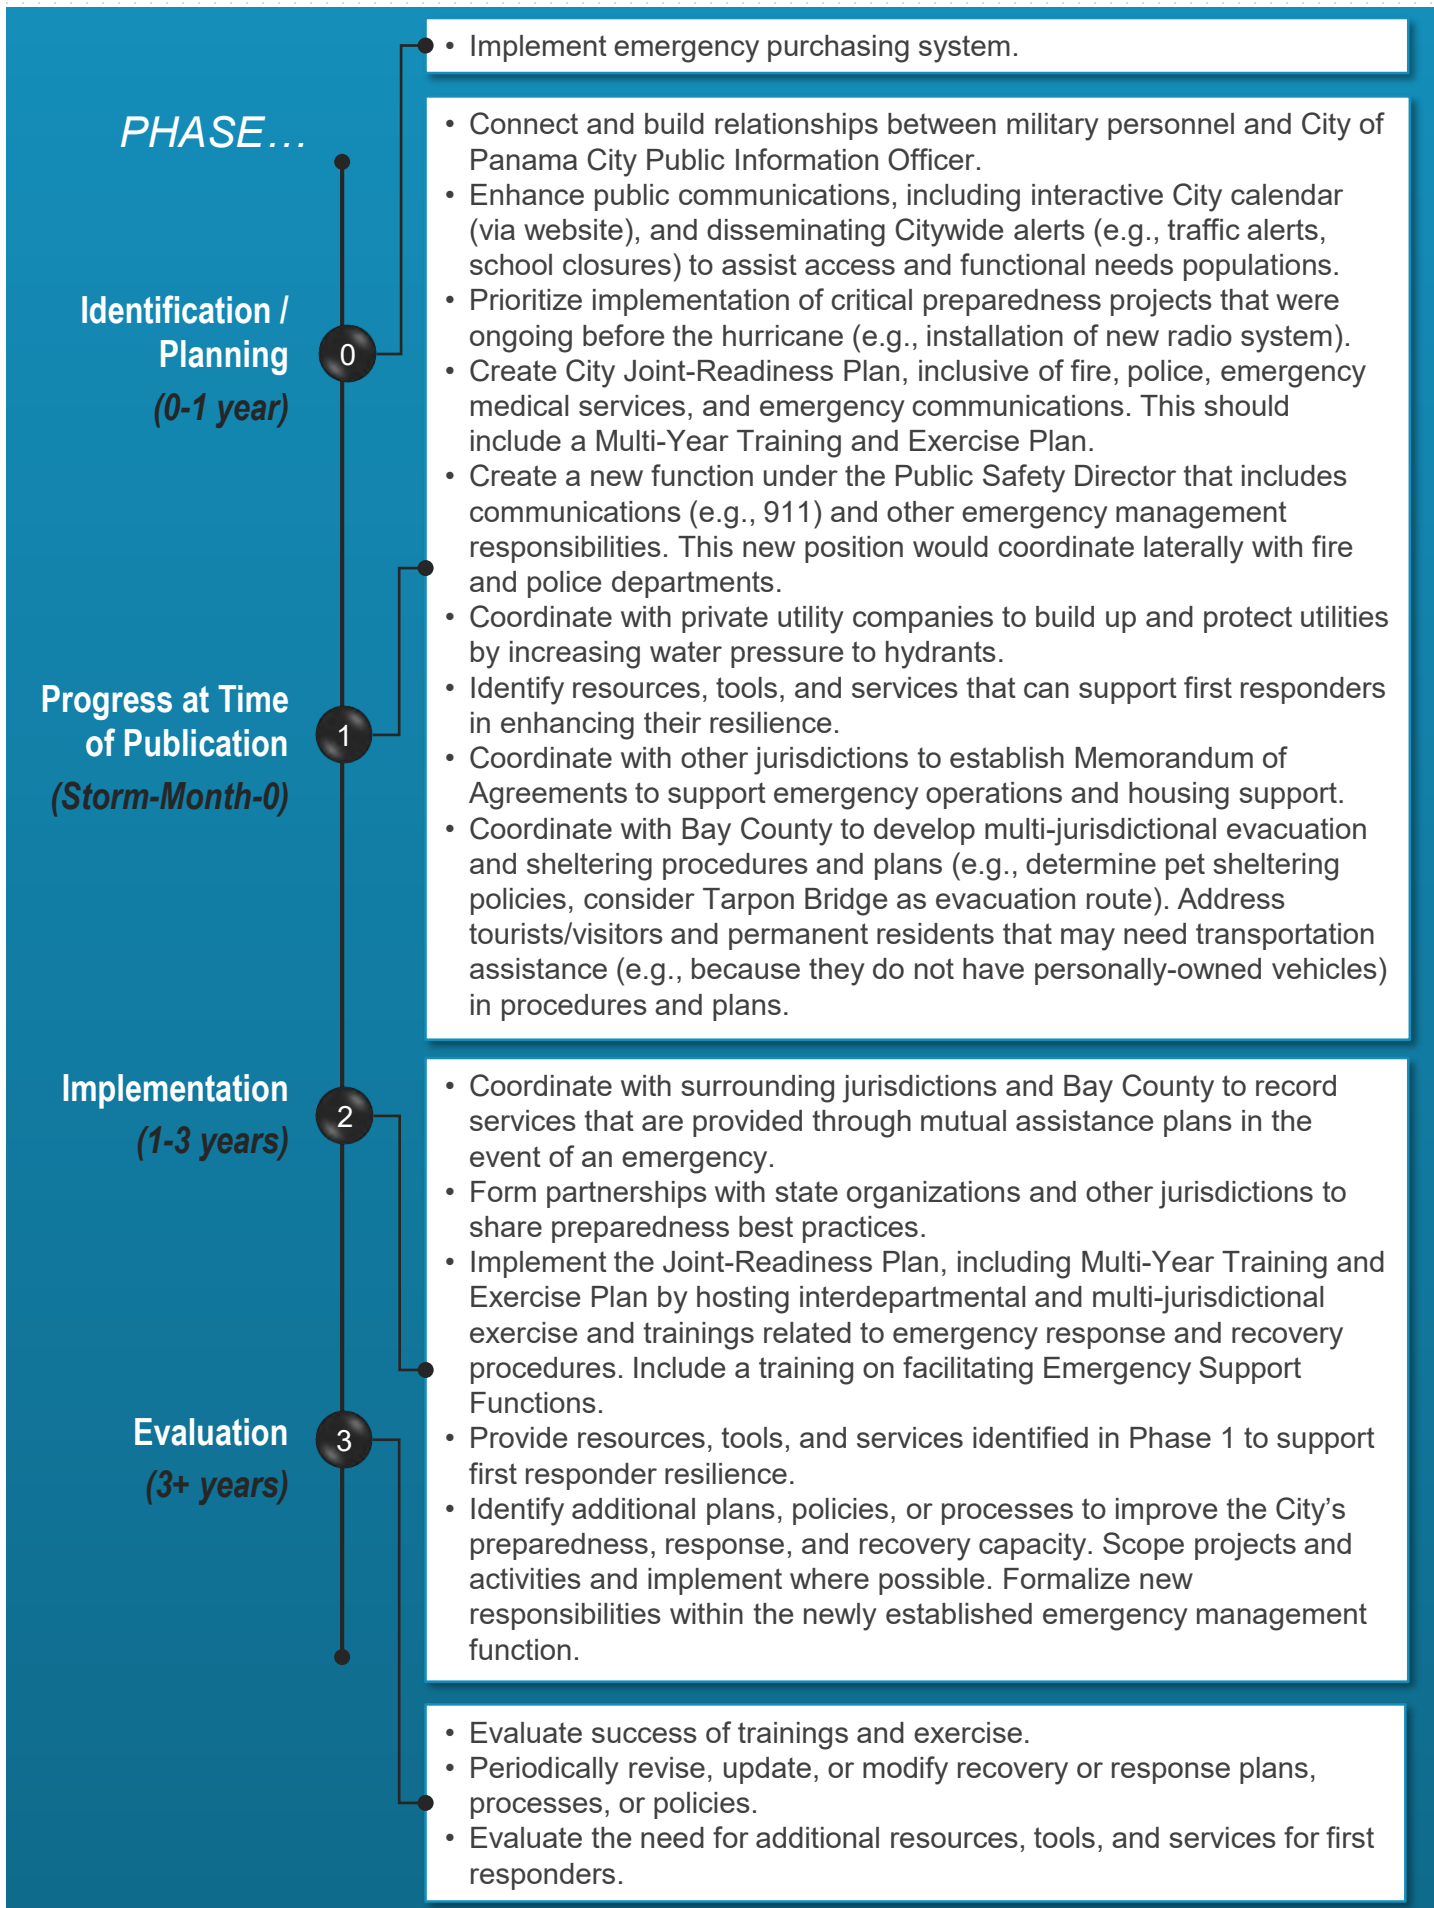 • Implement emergency purchasing system.
PHASE…
• Connect and build relationships between military personnel and City of
Panama City Public Information Officer.
• Enhance public communications, including interactive City calendar
(via website), and disseminating Citywide alerts (e.g., traffic alerts,
school closures) to assist access and functional needs populations.
• Prioritize implementation of critical preparedness projects that were
ongoing before the hurricane (e.g., installation of new radio system).
• Create City Joint-Readiness Plan, inclusive of fire, police, emergency
medical services, and emergency communications. This should
include a Multi-Year Training and Exercise Plan.
• Create a new function under the Public Safety Director that includes
communications (e.g., 911) and other emergency management
responsibilities. This new position would coordinate laterally with fire
and police departments.
• Coordinate with private utility companies to build up and protect utilities
by increasing water pressure to hydrants.
• Identify resources, tools, and services that can support first responders
in enhancing their resilience.
• Coordinate with other jurisdictions to establish Memorandum of
Agreements to support emergency operations and housing support.
• Coordinate with Bay County to develop multi-jurisdictional evacuation
and sheltering procedures and plans (e.g., determine pet sheltering
policies, consider Tarpon Bridge as evacuation route). Address
tourists/visitors and permanent residents that may need transportation
assistance (e.g., because they do not have personally-owned vehicles)
in procedures and plans.
Identification /
Planning
(0-1 year)
0
Progress at Time
of Publication
(Storm-Month-0)
1
Implementation
(1-3 years)
2
• Coordinate with surrounding jurisdictions and Bay County to record
services that are provided through mutual assistance plans in the
event of an emergency.
• Form partnerships with state organizations and other jurisdictions to
share preparedness best practices.
• Implement the Joint-Readiness Plan, including Multi-Year Training and
Exercise Plan by hosting interdepartmental and multi-jurisdictional
exercise and trainings related to emergency response and recovery
procedures. Include a training on facilitating Emergency Support
Functions.
• Provide resources, tools, and services identified in Phase 1 to support
first responder resilience.
• Identify additional plans, policies, or processes to improve the City’s
preparedness, response, and recovery capacity. Scope projects and
activities and implement where possible. Formalize new
responsibilities within the newly established emergency management
function.
Evaluation
(3+ years)
3
• Evaluate success of trainings and exercise.
• Periodically revise, update, or modify recovery or response plans,
processes, or policies.
• Evaluate the need for additional resources, tools, and services for first
responders.